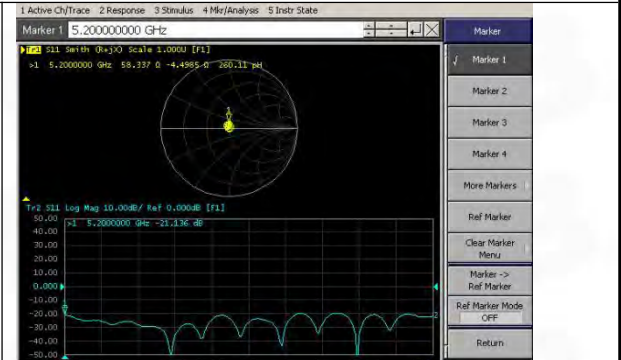 1 Active Ch/Trace 2 Response 3 Stimulus 4 Mkr/Analysis 5 Instr State
Marker 1 5.200000000 GHz
Marker
Tr1 S11 Smith (R+jX) Scale 1.000U [F1]
>1 5.2000000 GHz 58.337 Ω -4.4985 Ω 260.11 pH
1
√ Marker 1
Marker 2
Marker 3
Marker 4
More Markers
Ref Marker
Clear Marker
Menu
Marker ->
Ref Marker
Ref Marker Mode
OFF
Return
Tr2 S11 Log Mag 10.00dB/ Ref 0.000dB [F1]
>1 5.2000000 GHz -21.136 dB
50.00
40.00
30.00
20.00
10.00
0.000
-10.00
-20.00
-30.00
-40.00
-50.00